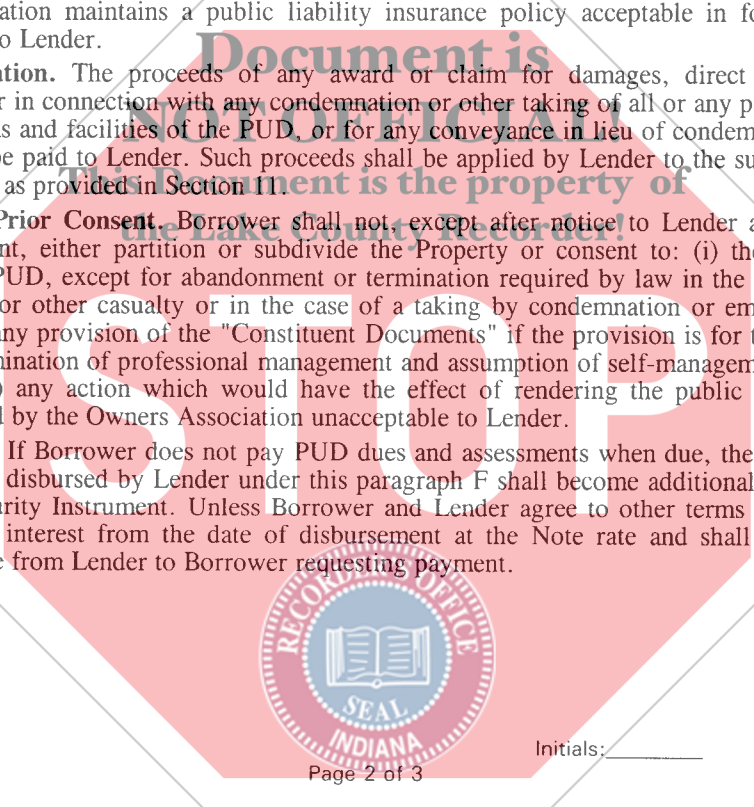 ation maintains a public liability insurance policy acceptable in fo
o Lender.
Document is
tion. The proceeds of any award or claim for damages, direct
r in connection with any condemnation or other taking of all or any p
NOT OFFICIAL!
s and facilities of the PUD, or for any conveyance in lieu of condem
be paid to Lender. Such proceeds shall be applied by Lender to the su
This Document is the property of
as provided in Section 11.
the Lake County Recorder!
Prior Consent. Borrower shall not, except after notice to Lender a
nt, either partition or subdivide the Property or consent to: (i) th
PUD, except for abandonment or termination required by law in the
or other casualty or in the case of a taking by condemnation or em
any provision of the "Constituent Documents" if the provision is for t
mination of professional management and assumption of self-managem
) any action which would have the effect of rendering the public
l by the Owners Association unacceptable to Lender.
STOP
If Borrower does not pay PUD dues and assessments when due, the
disbursed by Lender under this paragraph F shall become additional
urity Instrument. Unless Borrower and Lender agree to other terms
interest from the date of disbursement at the Note rate and shall
e from Lender to Borrower requesting payment.
RECORDER'S OFFICE
SEAL
INDIANA
Initials:
Page 2 of 3